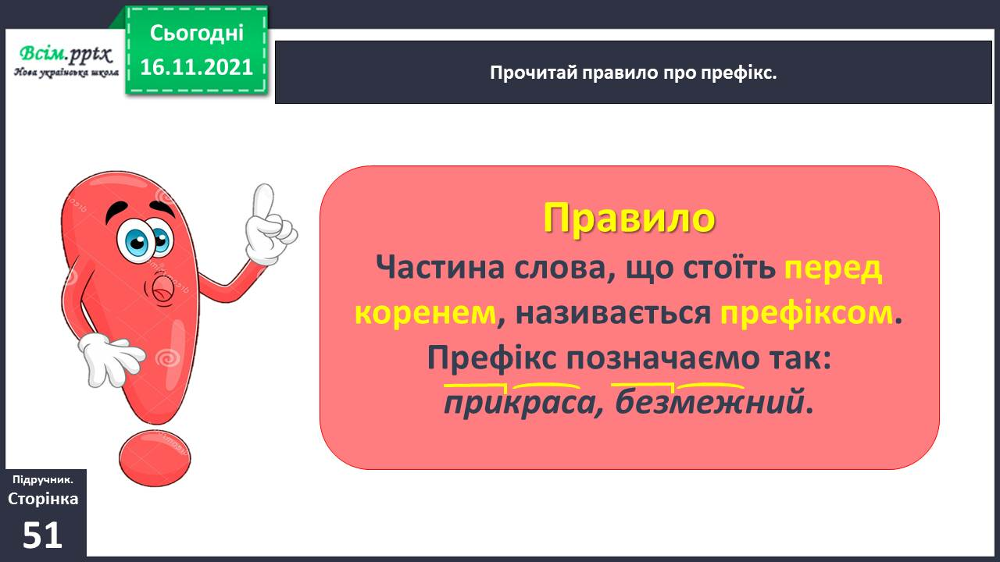 Всім.pptx
Нова українська школа
Сьогодні
16.11.2021
Прочитай правило про префікс.
Правило
Частина слова, що стоїть перед
коренем, називається префіксом.
Префікс позначаємо так:
прикраса, безмежний.
Підручник.
Сторінка
51